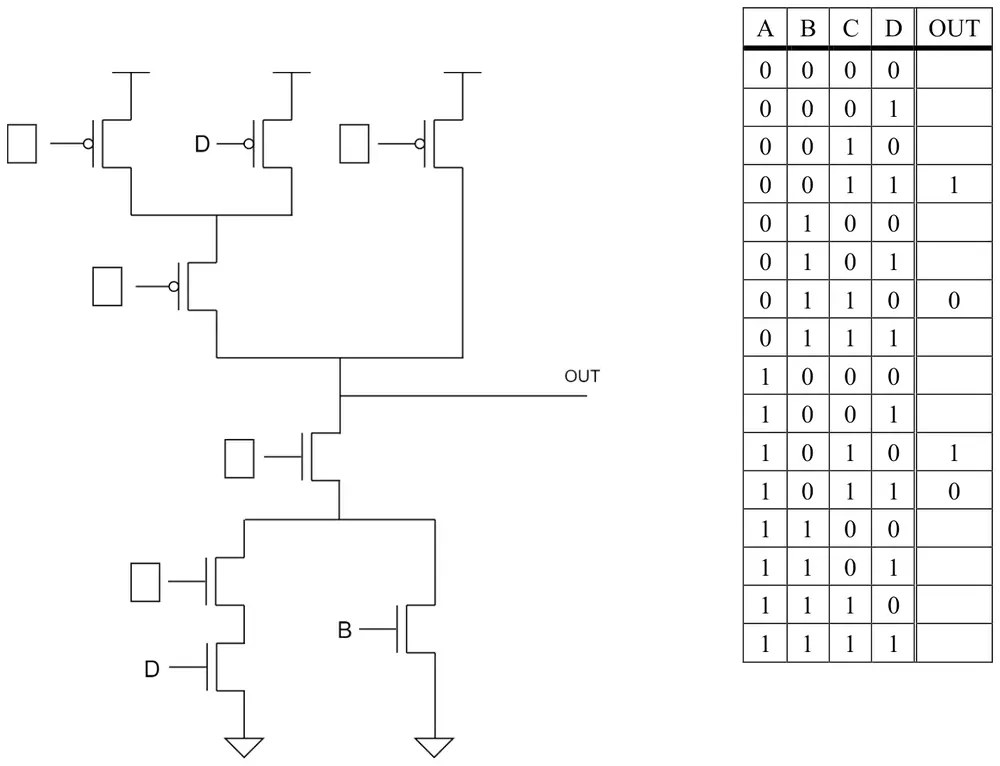 D
OUT
B
D
A B C D OUT
0 0 0 0
0 0 0 1
0 0 1 0
0 0 1 1 1
0 1 0 0
0 1 0 1
0 1 1 0 0
0 1 1 1
1 0 0 0
1 0 0 1
1 0 1 0 1
1 0 1 1 0
1 1 0 0
1 1 0 1
1 1 1 0
1 1 1 1